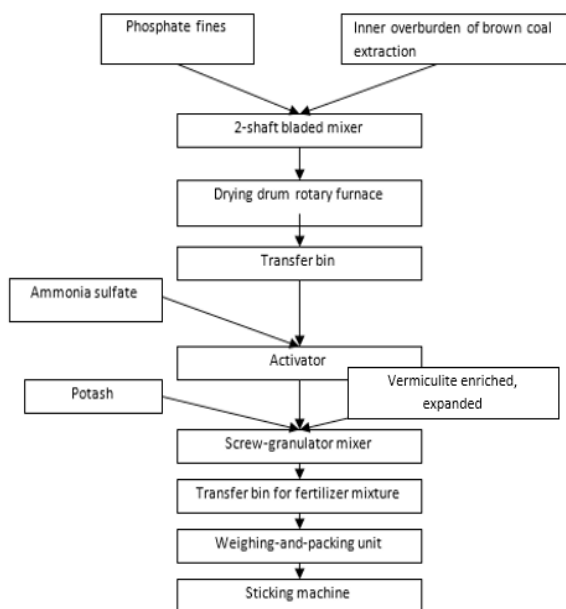 Phosphate fines
Inner overburden of brown coal
extraction
2-shaft bladed mixer
Drying drum rotary furnace
Transfer bin
Ammonia sulfate
Activator
Potash
Vermiculite enriched,
expanded
Screw-granulator mixer
Transfer bin for fertilizer mixture
Weighing-and-packing unit
Sticking machine